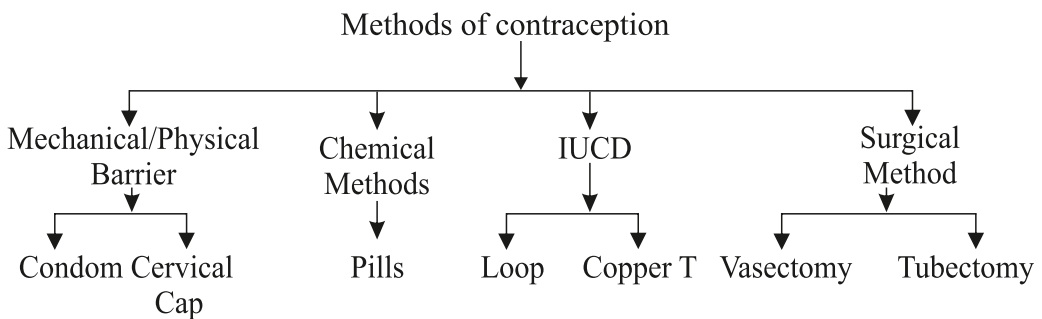 Methods of contraception
Mechanical/Physical
Barrier
Chemical
Methods
IUCD
Surgical
Method
Condom
Cervical
Cap
Pills
Loop
Copper T
Vasectomy
Tubectomy